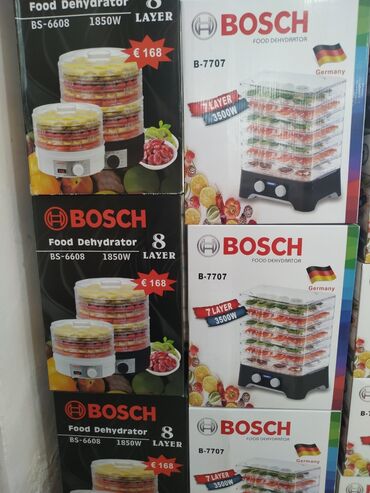 Food Dehydrator 8
BS-6608 1850W LAYER
€ 168
BOSCH
FOOD DEHYDRATOR
B-7707
Germany
7 LAYER
3500W
BOSCH
Food Dehydrator 8
BS-6608 1850W LAYER
€ 168
BOSCH
FOOD DEHYDRATOR
B-7707
Germany
7 LAYER
3500W
BOSCH
Food Dehydrator 8
BS-6608 1850W LAYER
€ 168
BOSCH
FOOD DEHYDRATOR
B-7707
Germany
7 LAYER
3500W